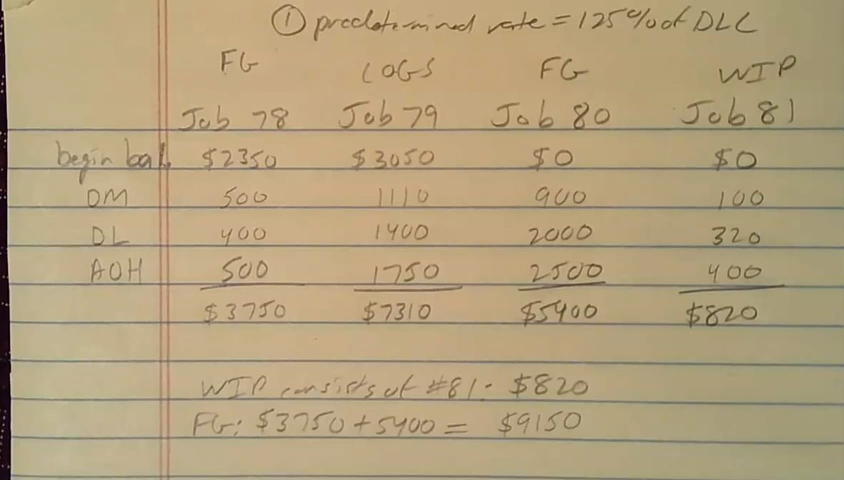 ① predetermined rate = 125% of DLC
FG COGS FG WIP
Job 78 Job 79 Job 80 Job 81
begin bal. $2350 $3050 $0 $0
DM 500 1110 900 100
DL 400 1400 2000 320
AOH 500 1750 2500 400
$3750 $7310 $5400 $820
WIP consists of #81: $820
FG: $3750 + 5400 = $9150